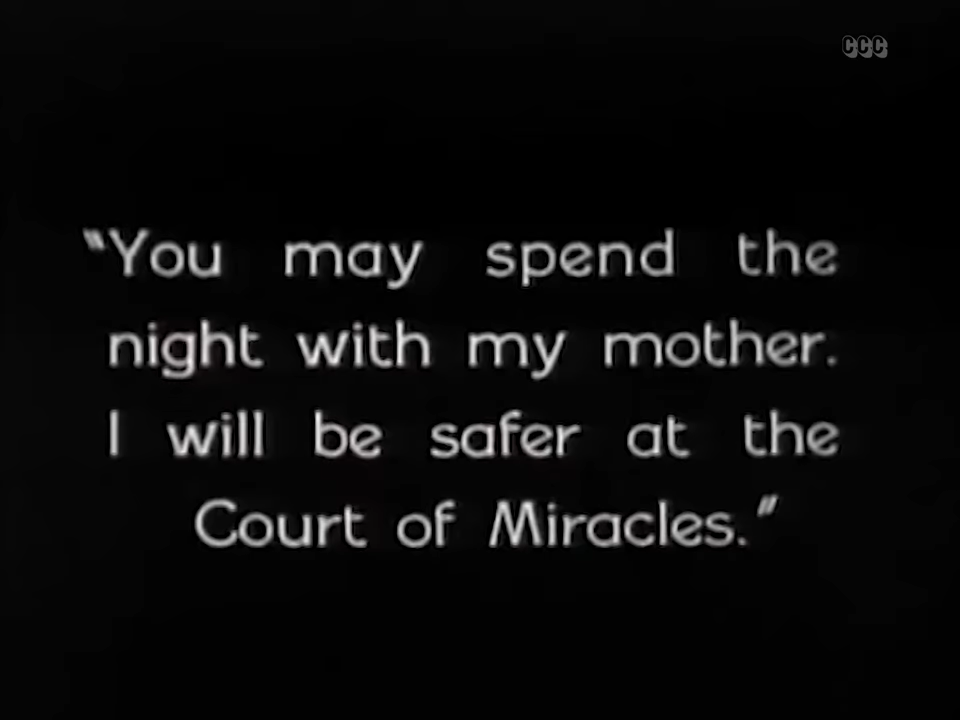 CCC
"You may spend the
night with my mother.
I will be safer at the
Court of Miracles."